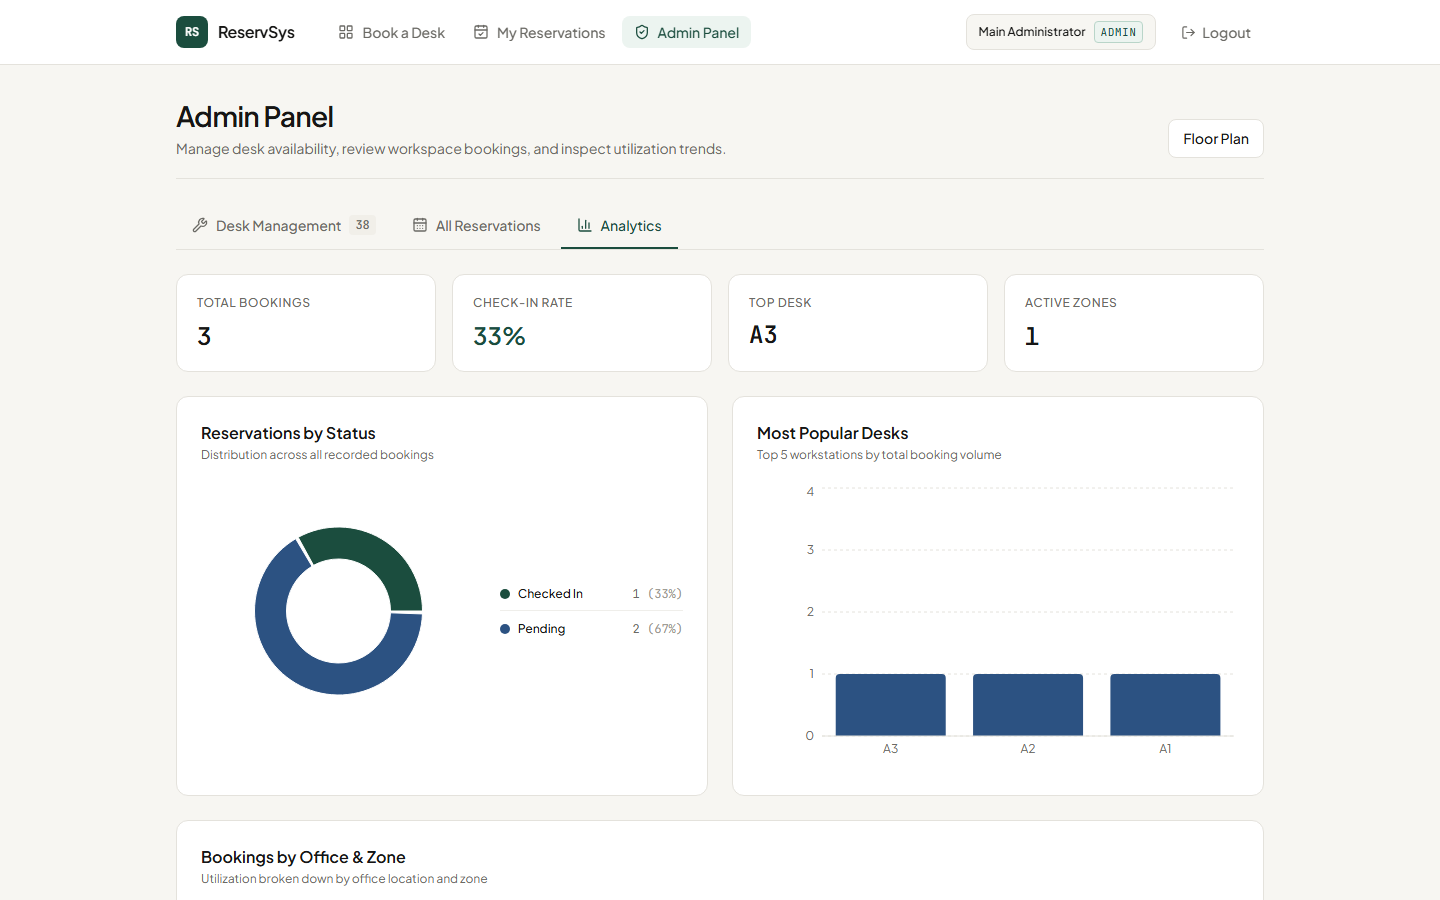 RS ReservSys Book a Desk My Reservations Admin Panel Main Administrator ADMIN Logout
Admin Panel
Manage desk availability, review workspace bookings, and inspect utilization trends.
Floor Plan
Desk Management 38 All Reservations Analytics
TOTAL BOOKINGS
3
CHECK-IN RATE
33%
TOP DESK
A3
ACTIVE ZONES
1
Reservations by Status
Distribution across all recorded bookings
Checked In 1 (33%)
Pending 2 (67%)
Most Popular Desks
Top 5 workstations by total booking volume
4
3
2
1
0
A3 A2 A1
Bookings by Office & Zone
Utilization broken down by office location and zone